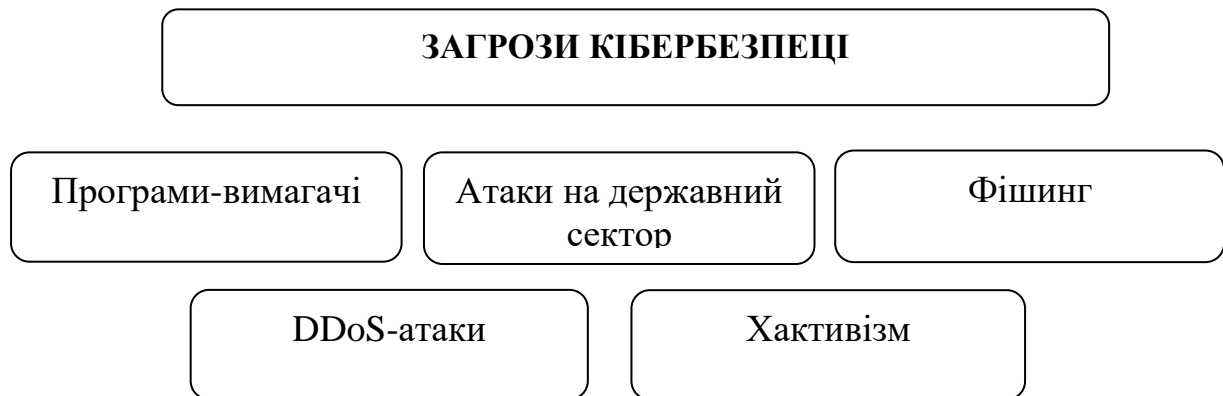 ЗАГРОЗИ КІБЕРБЕЗПЕЦІ
Програми-вимагачі
Атаки на державний
сектор
Фішинг
DDoS-атаки
Хактивізм